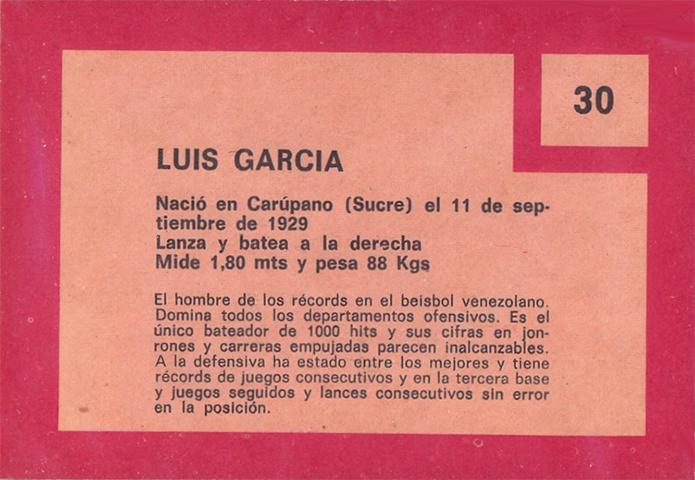 30
LUIS GARCIA
Nació en Carúpano (Sucre) el 11 de sep-
tiembre de 1929
Lanza y batea a la derecha
Mide 1,80 mts y pesa 88 Kgs
El hombre de los récords en el beisbol venezolano.
Domina todos los departamentos ofensivos. Es el
único bateador de 1000 hits y sus cifras en jon-
rones y carreras empujadas parecen inalcanzables.
A la defensiva ha estado entre los mejores y tiene
récords de juegos consecutivos y en la tercera base
y juegos seguidos y lances consecutivos sin error
en la posición.